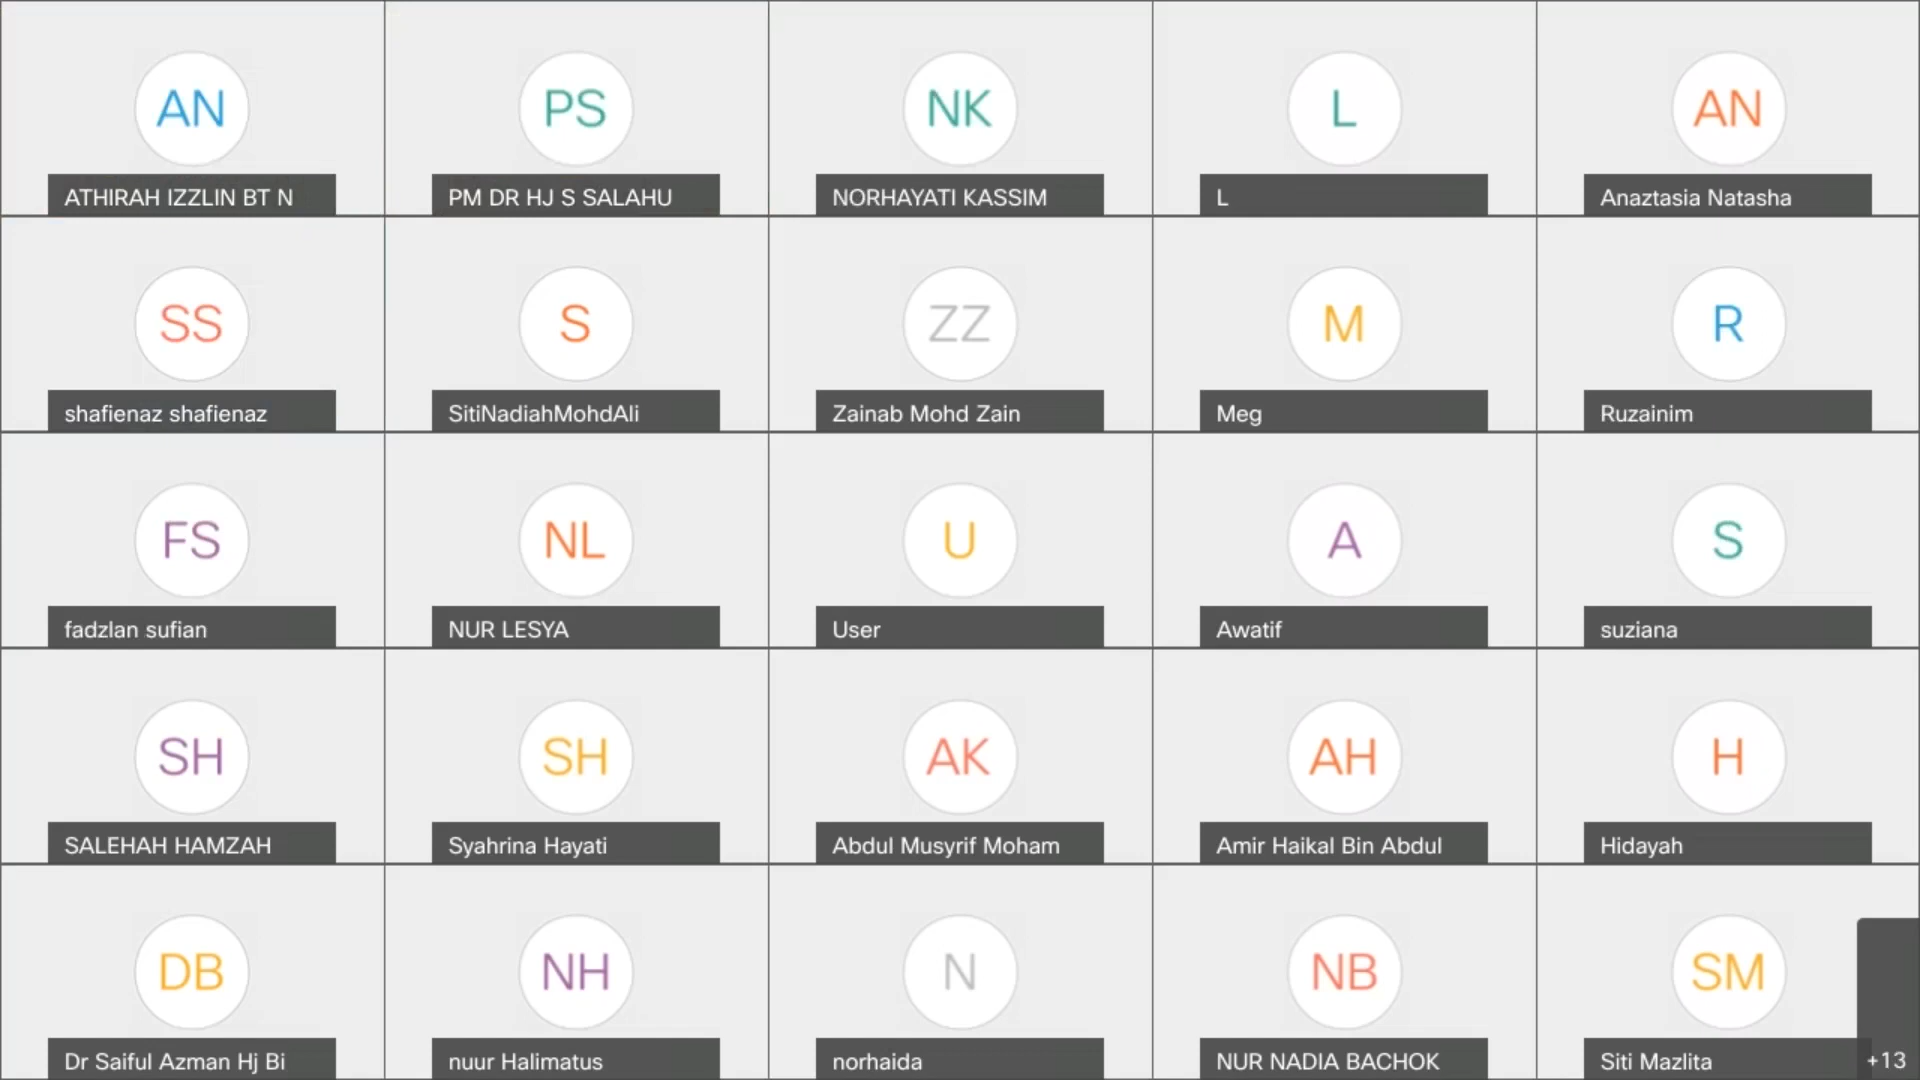 AN
PS
NK
L
AN
ATHIRAH IZZLIN BT N
PM DR HJ S SALAHU
NORHAYATI KASSIM
L
Anaztasia Natasha
SS
S
ZZ
M
R
shafienaz shafienaz
SitiNadiahMohdAli
Zainab Mohd Zain
Meg
Ruzainim
FS
NL
U
A
S
fadzlan sufian
NUR LESYA
User
Awatif
suziana
SH
SH
AK
AH
H
SALEHAH HAMZAH
Syahrina Hayati
Abdul Musyrif Moham
Amir Haikal Bin Abdul
Hidayah
DB
NH
N
NB
SM
Dr Saiful Azman Hj Bi
nuur Halimatus
norhaida
NUR NADIA BACHOK
Siti Mazlita
+13